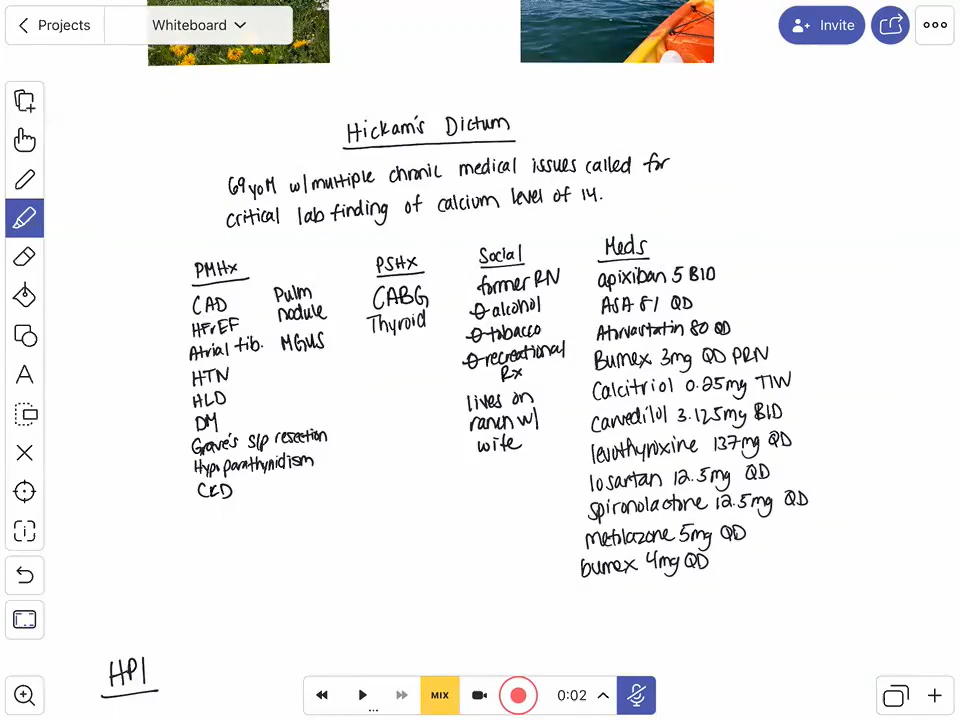 Projects
Whiteboard
Invite
Hickam's Dictum
69yoM w/multiple chronic medical issues called for
critical lab finding of calcium level of 14.
PMHx
CAD
HFrEF
Atrial fib.
HTN
HLD
DM
Grave's s/p resection
Hypoparathyridism
CKD
Pulm
nodule
MGUS
PSHx
CABG
Thyroid
Social
former RN
∅ alcohol
∅ tobacco
∅ recreational
Rx
lives on
ranch w/
wife
Meds
apixiban 5 BID
ASA 81 QD
Atorvastatin 80 QD
Bumex 3mg QD PRN
Calcitriol 0.25mg TIW
carvedilol 3.125mg BID
levothyroxine 137mg QD
losartan 12.5mg QD
spironolactone 12.5mg QD
metolazone 5mg QD
bumex 4mg QD
HPI
MIX
0:02